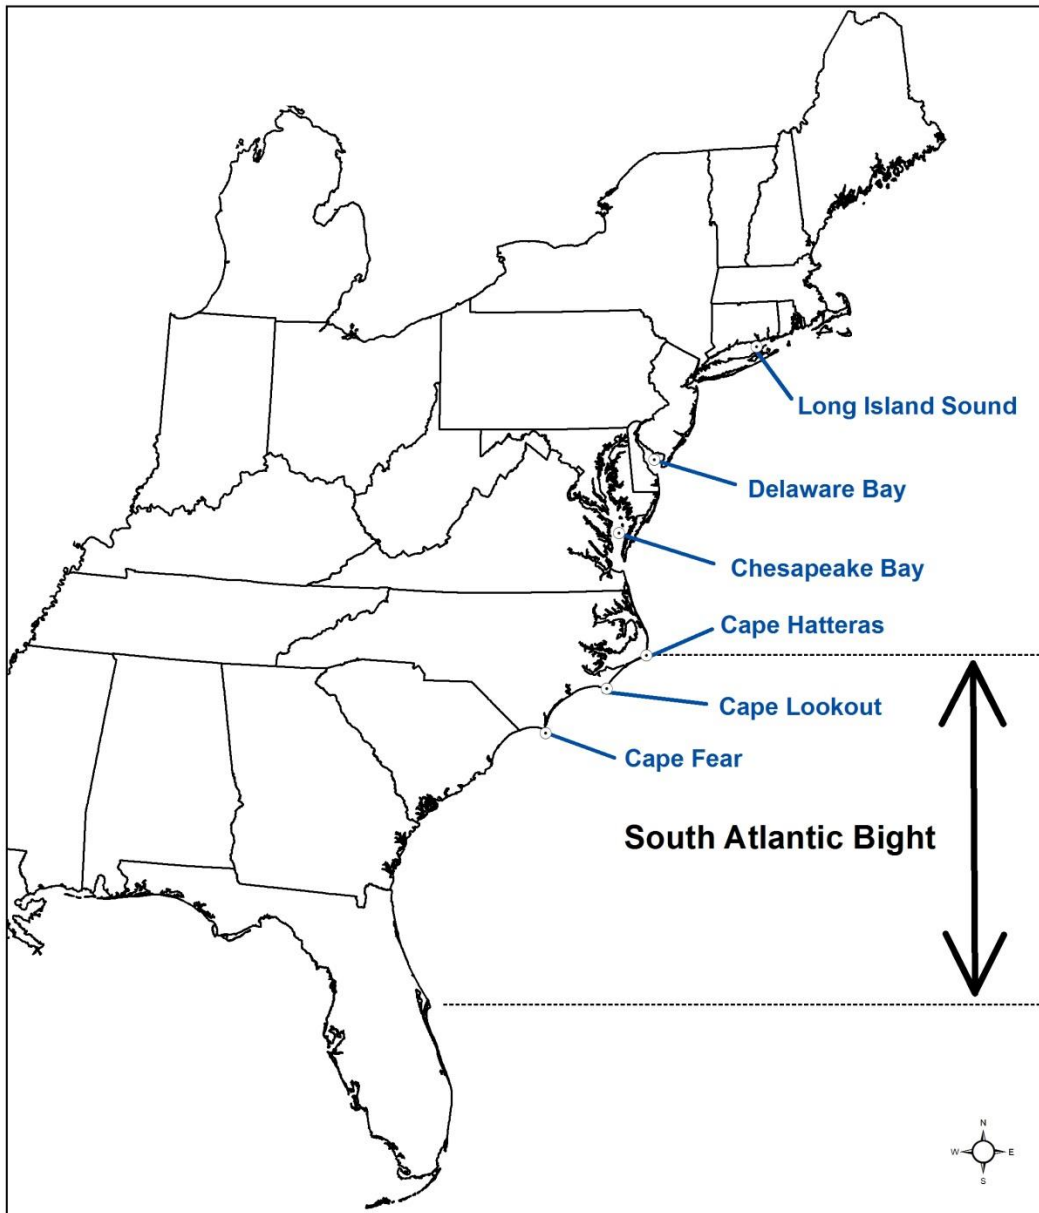 Long Island Sound
Delaware Bay
Chesapeake Bay
Cape Hatteras
Cape Lookout
Cape Fear
South Atlantic Bight
N
W E
S